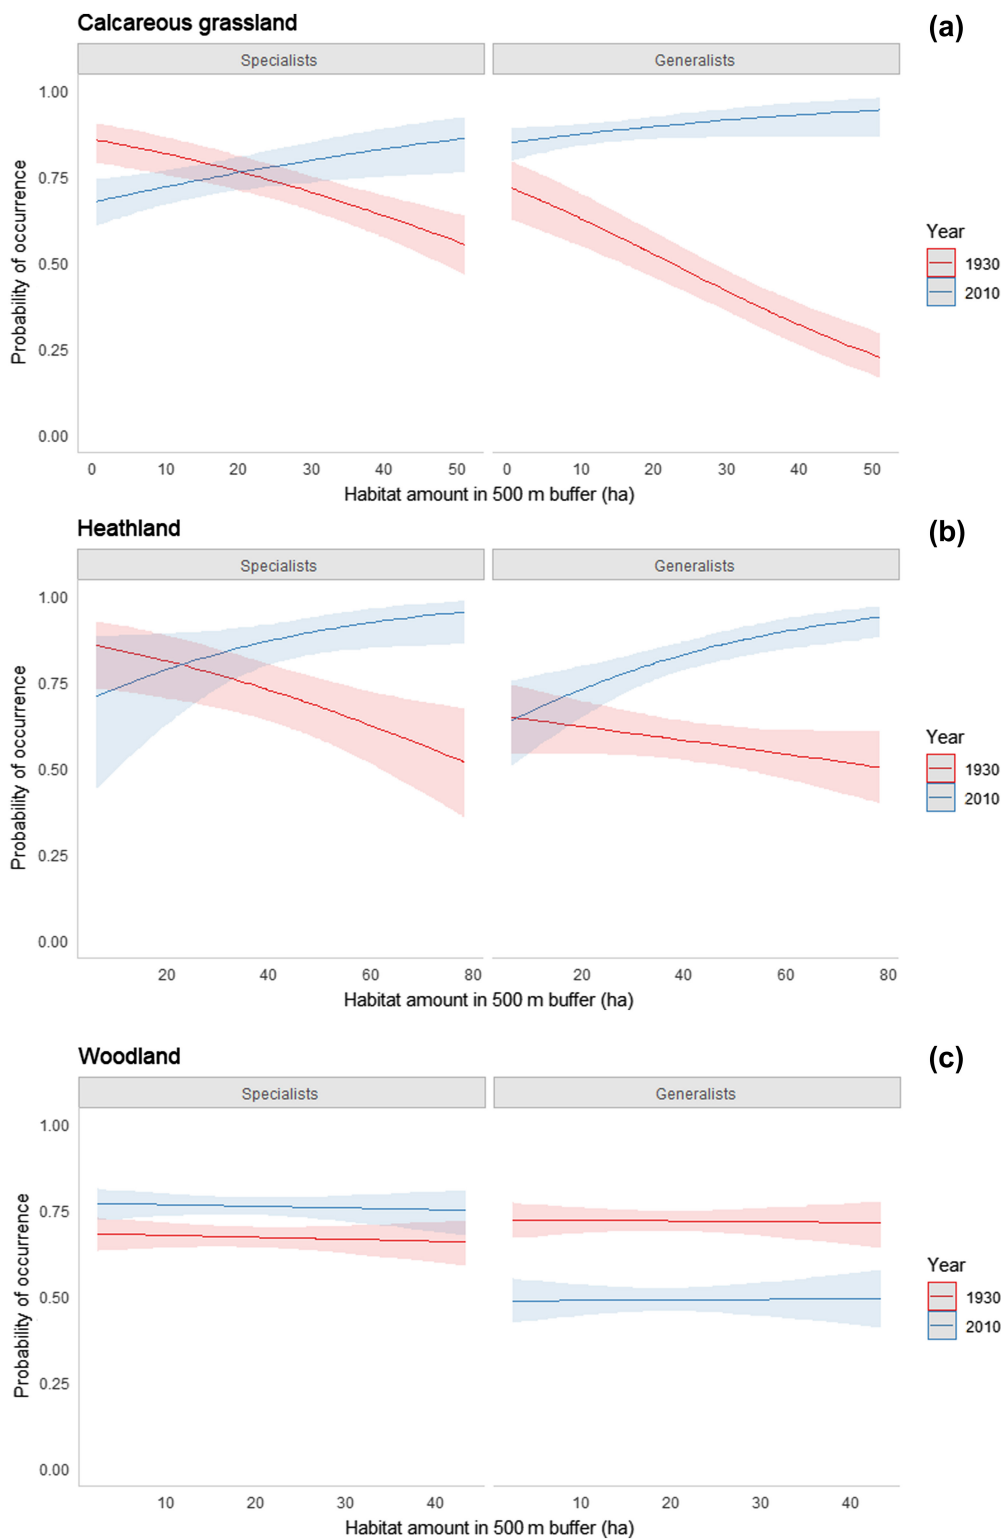 Calcareous grassland
(a)
Specialists
Generalists
Probability of occurrence
1.00
0.75
0.50
0.25
0.00
0 10 20 30 40 50
0 10 20 30 40 50
Habitat amount in 500 m buffer (ha)
Year
1930
2010
Heathland
(b)
Specialists
Generalists
Probability of occurrence
1.00
0.75
0.50
0.25
0.00
20 40 60 80
20 40 60 80
Habitat amount in 500 m buffer (ha)
Year
1930
2010
Woodland
(c)
Specialists
Generalists
Probability of occurrence
1.00
0.75
0.50
0.25
0.00
10 20 30 40
10 20 30 40
Habitat amount in 500 m buffer (ha)
Year
1930
2010